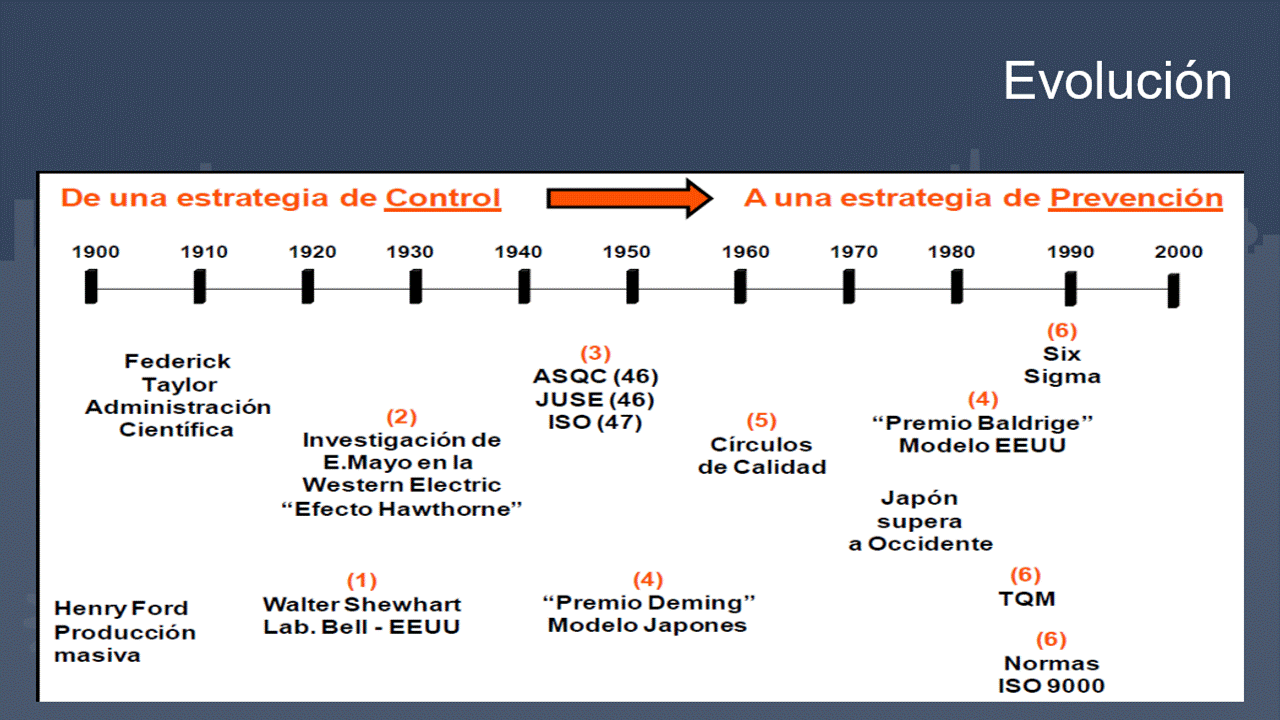 Evolución
De una estrategia de Control
A una estrategia de Prevención
1900 1910 1920 1930 1940 1950 1960 1970 1980 1990 2000
Federick
Taylor
Administración
Científica
Henry Ford
Producción
masiva
(2)
Investigación de
E.Mayo en la
Western Electric
“Efecto Hawthorne”
(1)
Walter Shewhart
Lab. Bell - EEUU
(3)
ASQC (46)
JUSE (46)
ISO (47)
(4)
“Premio Deming”
Modelo Japones
(5)
Círculos
de Calidad
(6)
Six
Sigma
(4)
“Premio Baldrige”
Modelo EEUU
Japón
supera
a Occidente
(6)
TQM
(6)
Normas
ISO 9000